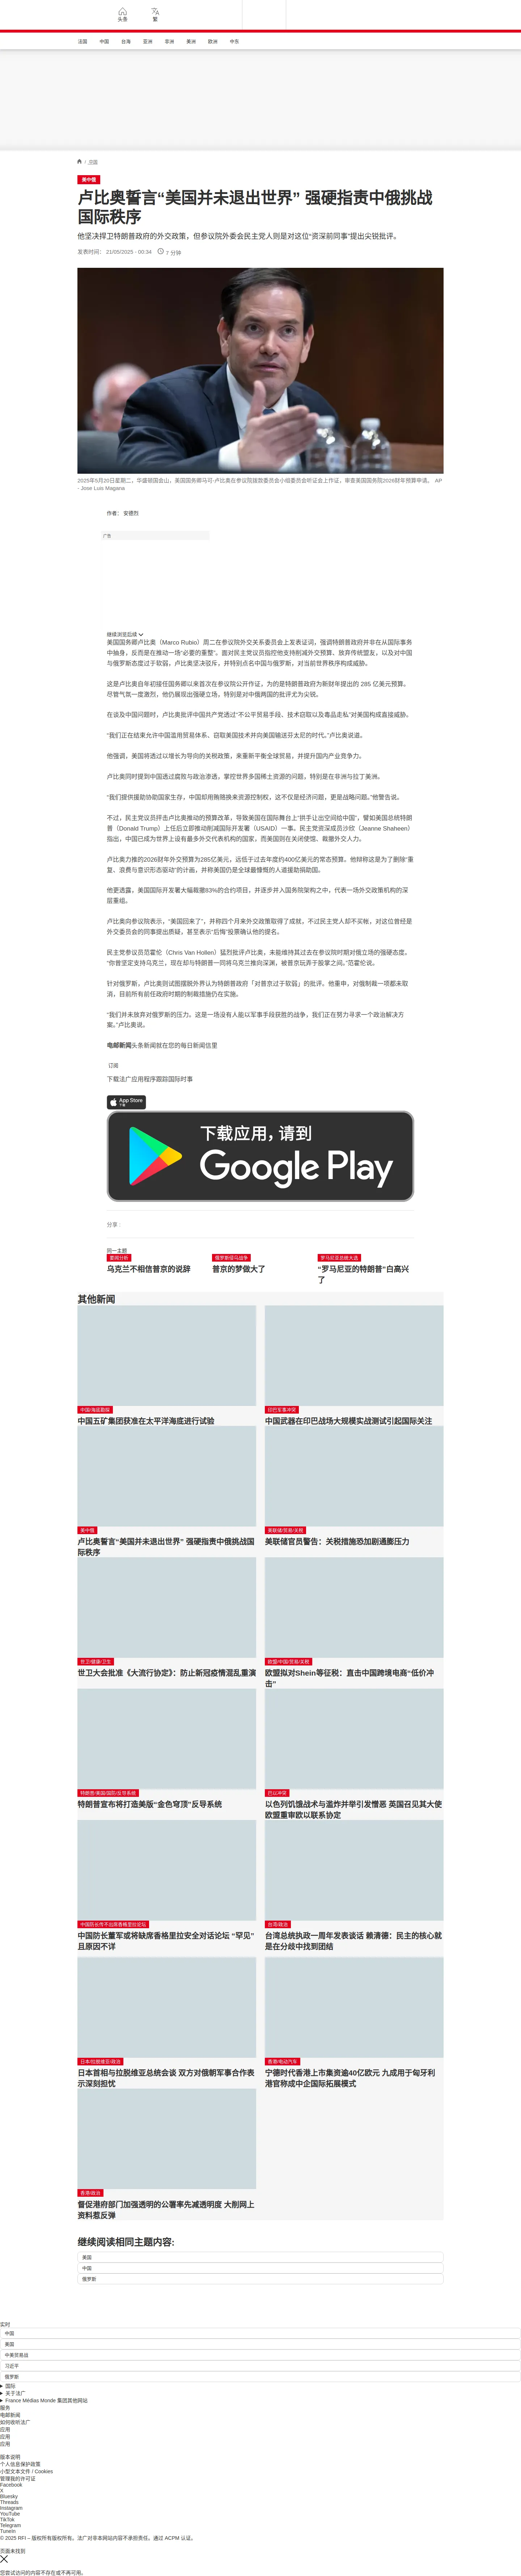 头条
繁
法国
中国
台海
亚洲
非洲
美洲
欧洲
中东
/ 美国
美中俄
卢比奥誓言“美国并未退出世界” 强硬指责中俄挑战
国际秩序
他坚决捍卫特朗普政府的外交政策，但参议院外委会民主党人则是对这位“资深前同事”提出尖锐批评。
发表时间： 21/05/2025 - 00:34
7 分钟
2025年5月20日星期二，华盛顿国会山，美国国务卿马可·卢比奥在参议院拨款委员会小组委员会听证会上作证，审查美国国务院2026财年预算申请。 AP
- Jose Luis Magana
作者： 安德烈
广告
继续浏览后续
美国国务卿卢比奥（Marco Rubio）周二在参议院外交关系委员会上发表证词，强调特朗普政府并非在从国际事务
中抽身，反而是在推动一场“必要的重整”。面对民主党议员指控他支持削减外交预算、放弃传统盟友，以及对中国
与俄罗斯态度过于软弱，卢比奥坚决驳斥，并特别点名中国与俄罗斯，对当前世界秩序构成威胁。
这是卢比奥自年初接任国务卿以来首次在参议院公开作证，为的是特朗普政府为新财年提出的 285 亿美元预算。
尽管气氛一度激烈，他仍展现出强硬立场，特别是对中俄两国的批评尤为尖锐。
在谈及中国问题时，卢比奥批评中国共产党透过“不公平贸易手段、技术窃取以及毒品走私”对美国构成直接威胁。
“我们正在结束允许中国滥用贸易体系、窃取美国技术并向美国输送芬太尼的时代。”卢比奥说道。
他强调，美国将透过以增长为导向的关税政策，来重新平衡全球贸易，并提升国内产业竞争力。
卢比奥同时提到中国透过腐败与政治渗透，掌控世界多国稀土资源的问题，特别是在非洲与拉丁美洲。
“我们提供援助协助国家生存，中国却用贿赂换来资源控制权，这不仅是经济问题，更是战略问题。”他警告说。
不过，民主党议员抨击卢比奥推动的预算改革，导致美国在国际舞台上“拱手让出空间给中国”，譬如美国总统特朗
普（Donald Trump）上任后立即推动削减国际开发署（USAID）一事。民主党资深成员沙欣（Jeanne Shaheen）
指出，中国已成为世界上设有最多外交代表机构的国家，而美国则在关闭使馆、裁撤外交人力。
卢比奥力推的2026财年外交预算为285亿美元，远低于过去年度约400亿美元的常态预算。他辩称这是为了删除“重
复、浪费与意识形态驱动”的计画，并称美国仍是全球最慷慨的人道援助捐助国。
他更透露，美国国际开发署大幅裁撤83%的合约项目，并逐步并入国务院架构之中，代表一场外交政策机构的深
层重组。
卢比奥向参议院表示，“美国回来了”，并称四个月来外交政策取得了成就，不过民主党人却不买帐，对这位曾经是
外交委员会的同事提出质疑，甚至表示“后悔”投票确认他的提名。
民主党参议员范霍伦（Chris Van Hollen）猛烈批评卢比奥，未能维持其过去在参议院时期对俄立场的强硬态度。
“你曾坚定支持乌克兰，现在却与特朗普一同将乌克兰推向深渊，被普京玩弄于股掌之间。”范霍伦说。
针对俄罗斯，卢比奥则试图摆脱外界认为特朗普政府「对普京过于软弱」的批评。他重申，对俄制裁一项都未取
消，目前所有前任政府时期的制裁措施仍在实施。
“我们并未放弃对俄罗斯的压力。这是一场没有人能以军事手段获胜的战争，我们正在努力寻求一个政治解决方
案。”卢比奥说。
电邮新闻头条新闻就在您的每日新闻信里
订阅
下载法广应用程序跟踪国际时事
App Store
下载
下载应用，请到
Google Play
分享 :
同一主题
要闻分析
乌克兰不相信普京的说辞
俄罗斯侵乌战争
普京的梦做大了
罗马尼亚总统大选
“罗马尼亚的特朗普”白高兴
了
其他新闻
中国/海底勘探
中国五矿集团获准在太平洋海底进行试验
印巴军事冲突
中国武器在印巴战场大规模实战测试引起国际关注
美中俄
卢比奥誓言“美国并未退出世界” 强硬指责中俄挑战国
际秩序
美联储/贸易/关税
美联储官员警告：关税措施恐加剧通膨压力
世卫/健康/卫生
世卫大会批准《大流行协定》：防止新冠疫情混乱重演
欧盟/中国/贸易/关税
欧盟拟对Shein等征税：直击中国跨境电商“低价冲
击”
特朗普/美国/国防/反导系统
特朗普宣布将打造美版“金色穹顶”反导系统
巴以冲突
以色列饥饿战术与滥炸并举引发憎恶 英国召见其大使
欧盟重审欧以联系协定
中国防长传不出席香格里拉论坛
中国防长董军或将缺席香格里拉安全对话论坛 “罕见”
且原因不详
台湾/政治
台湾总统执政一周年发表谈话 赖清德：民主的核心就
是在分歧中找到团结
日本/拉脱维亚/政治
日本首相与拉脱维亚总统会谈 双方对俄朝军事合作表
示深刻担忧
香港/电动汽车
宁德时代香港上市集资逾40亿欧元 九成用于匈牙利
港官称成中企国际拓展模式
香港/政治
督促港府部门加强透明的公署率先减透明度 大削网上
资料惹反弹
继续阅读相同主题内容:
美国
中国
俄罗斯
实时
中国
美国
中美贸易战
习近平
俄罗斯
国际
关于法广
France Médias Monde 集团其他网站
服务
电邮新闻
如何收听法广
应用
应用
应用
版本说明
个人信息保护政策
小型文本文件 / Cookies
管理我的许可证
Facebook
X
Bluesky
Threads
Instagram
YouTube
TikTok
Telegram
TuneIn
© 2025 RFI – 版权所有版权所有。法广对非本网站内容不承担责任。通过 ACPM 认证。
页面未找到
您尝试访问的内容不存在或不再可用。